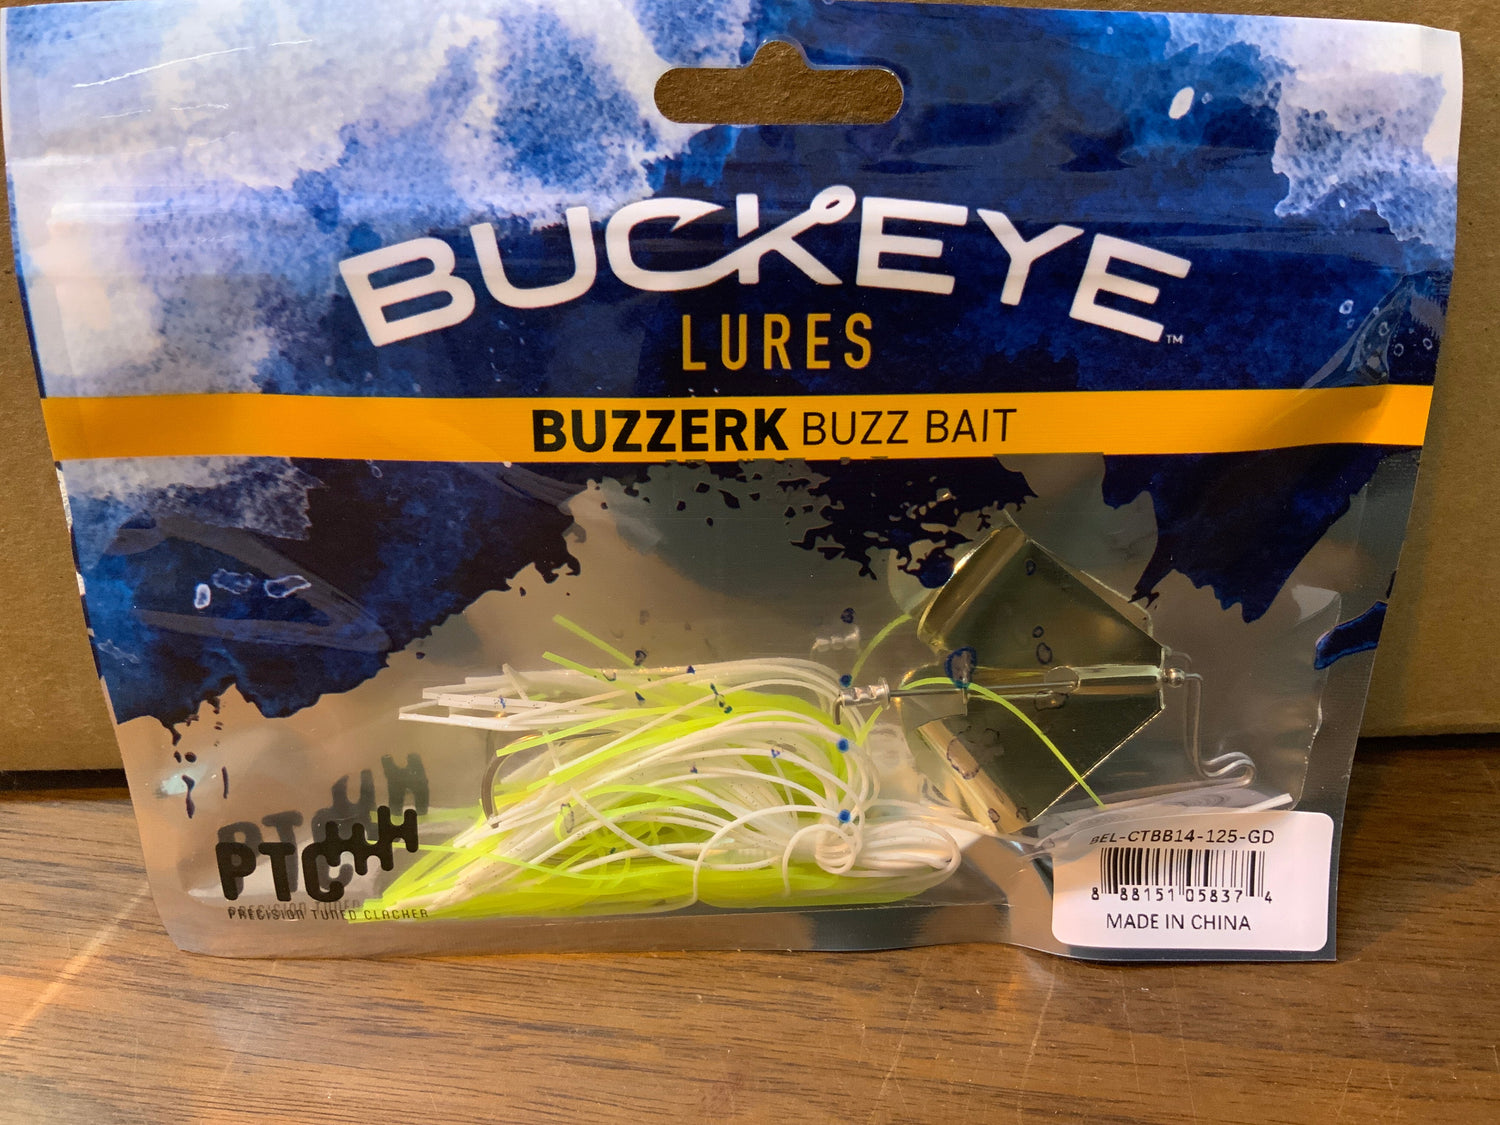 BUCKEYE™
LURES
BUZZERK BUZZ BAIT
PTC
PRECISION TUNED CLACKER
BEL-CTBB14-125-GD
8 88151 05837 4
MADE IN CHINA